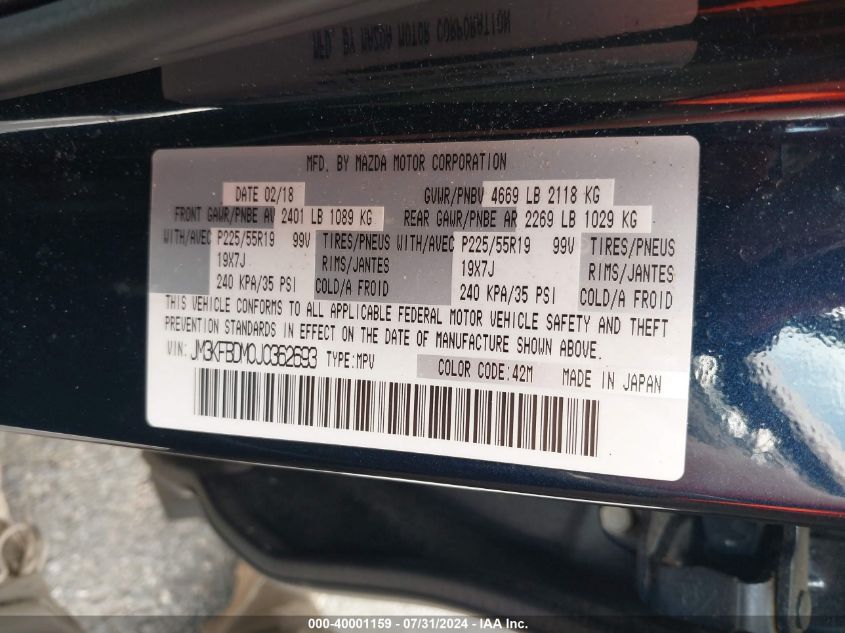 MFD. BY MAZDA MOTOR CORPORATION
MFD. BY MAZDA MOTOR CORPORATION
DATE 02/18 GVWR/PNBV 4669 LB 2118 KG
FRONT GAWR/PNBE AV 2401 LB 1089 KG REAR GAWR/PNBE AR 2269 LB 1029 KG
WITH/AVEC P225/55R19 99V TIRES/PNEUS WITH/AVEC P225/55R19 99V TIRES/PNEUS
19X7J RIMS/JANTES 19X7J RIMS/JANTES
240 KPA/35 PSI COLD/A FROID 240 KPA/35 PSI COLD/A FROID
THIS VEHICLE CONFORMS TO ALL APPLICABLE FEDERAL MOTOR VEHICLE SAFETY AND THEFT
PREVENTION STANDARDS IN EFFECT ON THE DATE OF MANUFACTURE SHOWN ABOVE.
VIN: JM3KFBDM0J0362693 TYPE:MPV COLOR CODE:42M MADE IN JAPAN
000-40001159 - 07/31/2024 - IAA Inc.